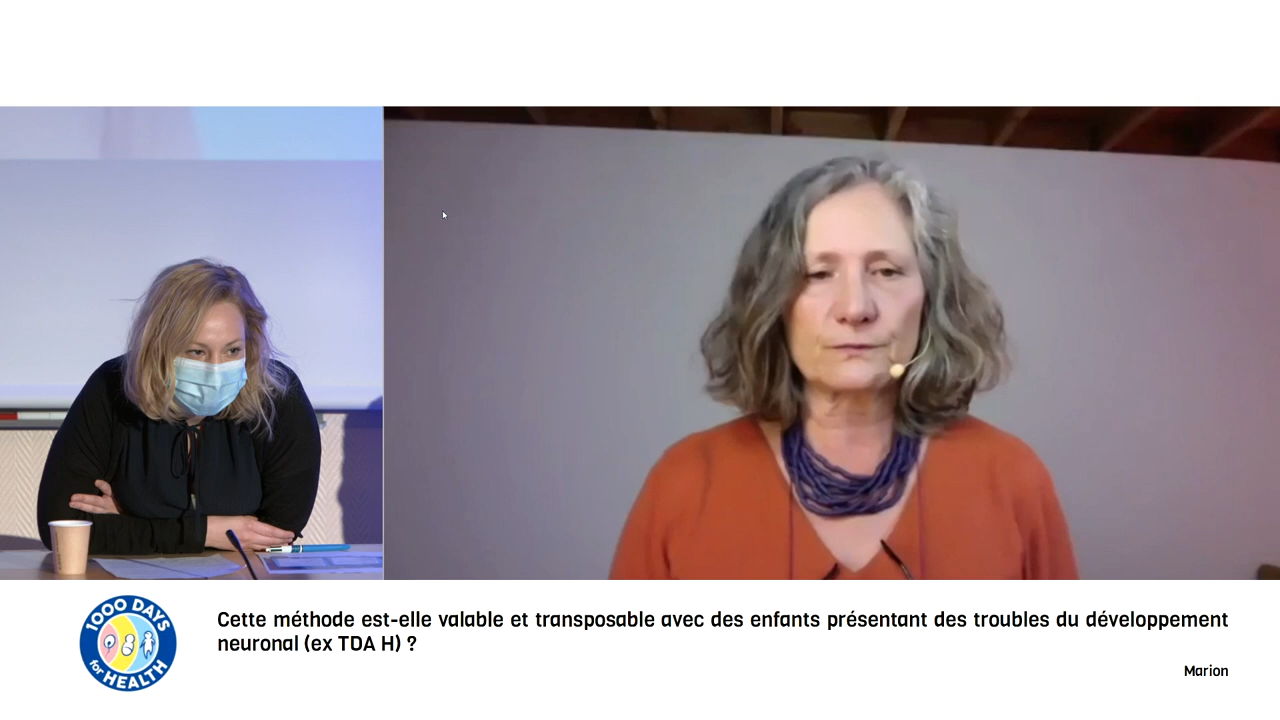 1000 DAYS
for HEALTH
Cette méthode est-elle valable et transposable avec des enfants présentant des troubles du développement
neuronal (ex TDA H) ?
Marion